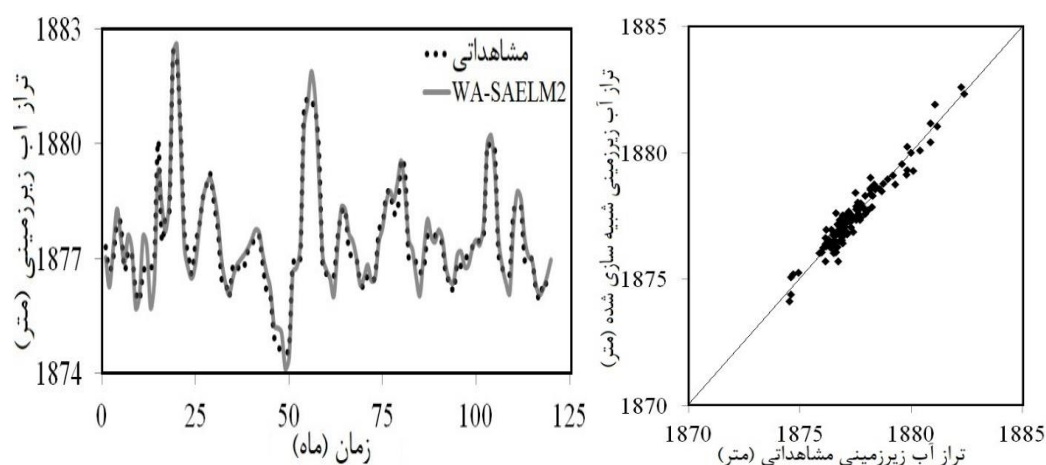 1883
1880
1877
1874
تراز آب زیرزمینی (متر)
مشاهداتی
WA-SAELM2
0 25 50 75 100 125
زمان (ماه)
1885
1880
1875
1870
تراز آب زیرزمینی شبیه سازی شده (متر)
1870 1875 1880 1885
تراز آب زیرزمینی مشاهداتی (متر)